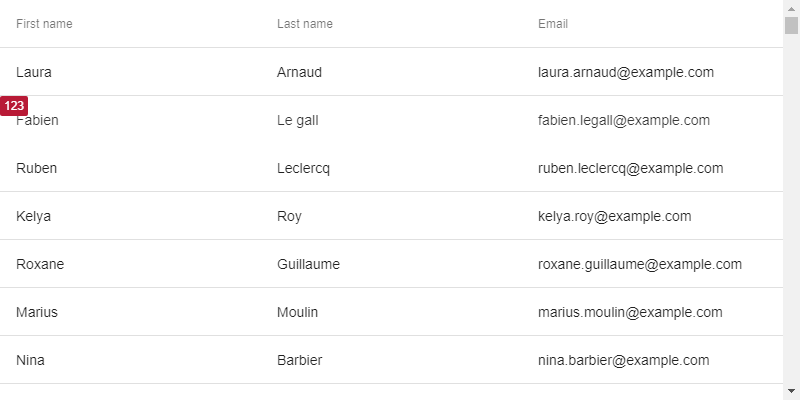 First name Last name Email
Laura Arnaud laura.arnaud@example.com
123
Fabien Le gall fabien.legall@example.com
Ruben Leclercq ruben.leclercq@example.com
Kelya Roy kelya.roy@example.com
Roxane Guillaume roxane.guillaume@example.com
Marius Moulin marius.moulin@example.com
Nina Barbier nina.barbier@example.com